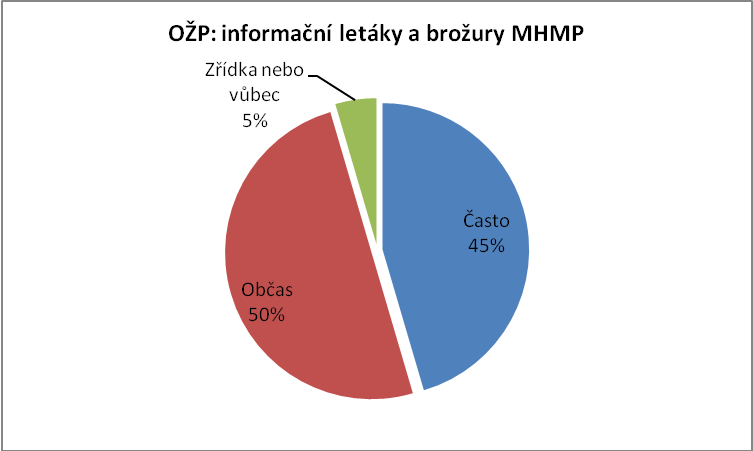 OŽP: informační letáky a brožury MHMP
Zřídka nebo
vůbec
5%
Často
45%
Občas
50%